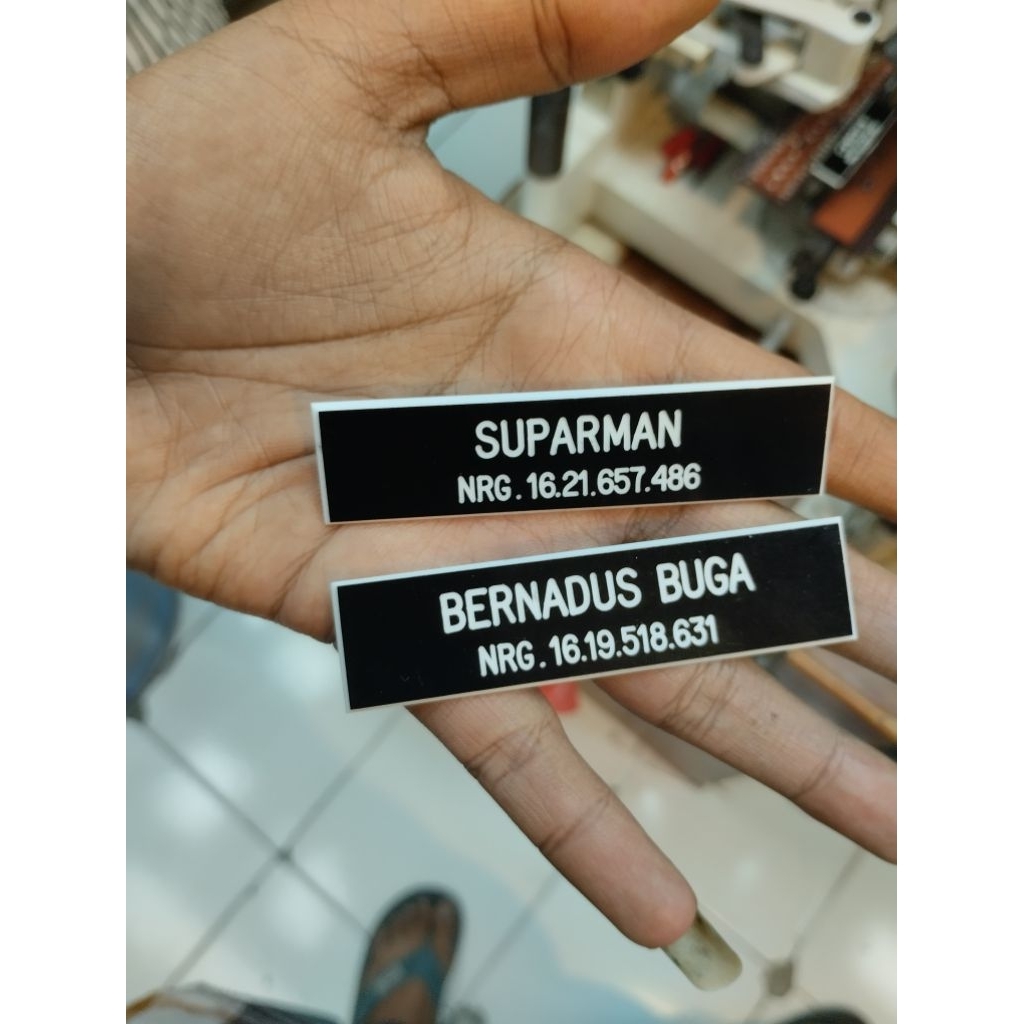 SUPARMAN
NRG. 16.21.657.486
BERNADUS BUGA
NRG. 16.19.518.631